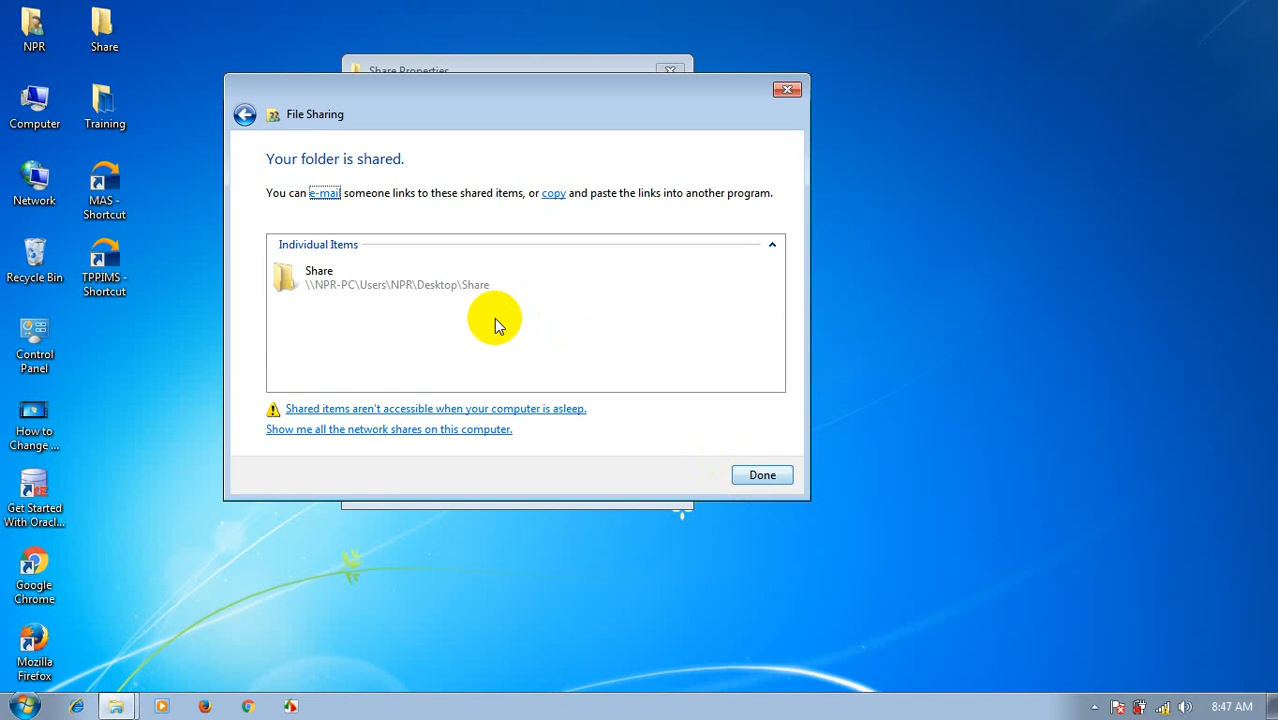 NPR
Share
Computer
Training
Network
MAS -
Shortcut
Recycle Bin
TPPIMS -
Shortcut
Control
Panel
How to
Change ...
Get Started
With Oracl...
Google
Chrome
Mozilla
Firefox
Share Properties
File Sharing
Your folder is shared.
You can e-mail someone links to these shared items, or copy and paste the links into another program.
Individual Items
Share
\\NPR-PC\Users\NPR\Desktop\Share
Shared items aren't accessible when your computer is asleep.
Show me all the network shares on this computer.
Done
8:47 AM